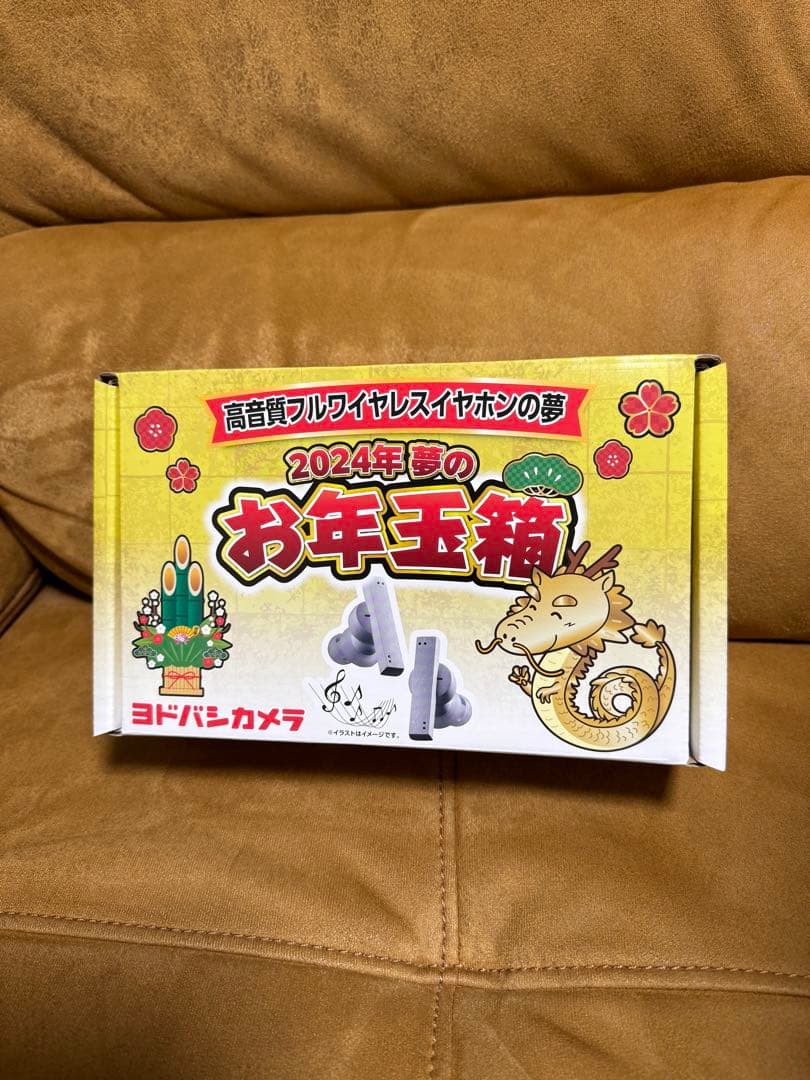 高音質フルワイヤレスイヤホンの夢
2024年 夢の
お年玉箱
ヨドバシカメラ
※イラストはイメージです。